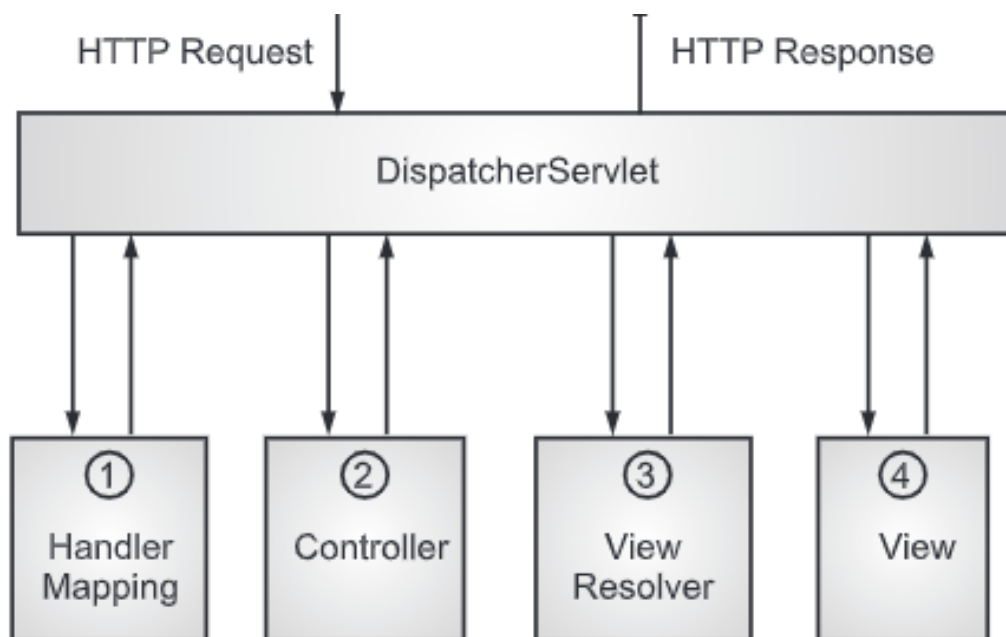 HTTP Request
HTTP Response
DispatcherServlet
1
Handler
Mapping
2
Controller
3
View
Resolver
4
View